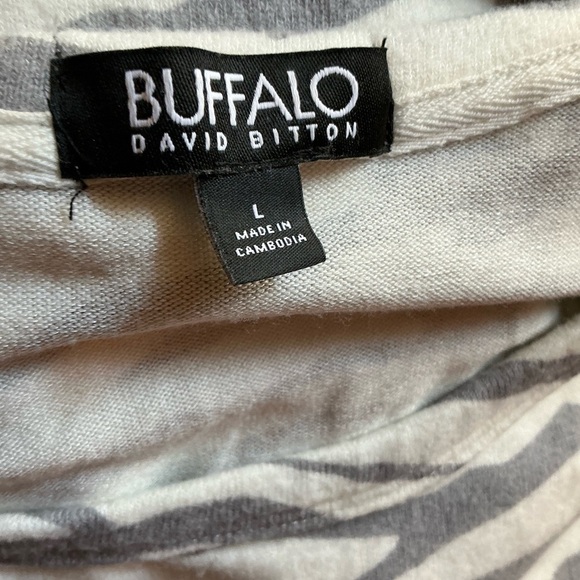 BUFFALO
DAVID BITTON
L
MADE IN
CAMBODIA